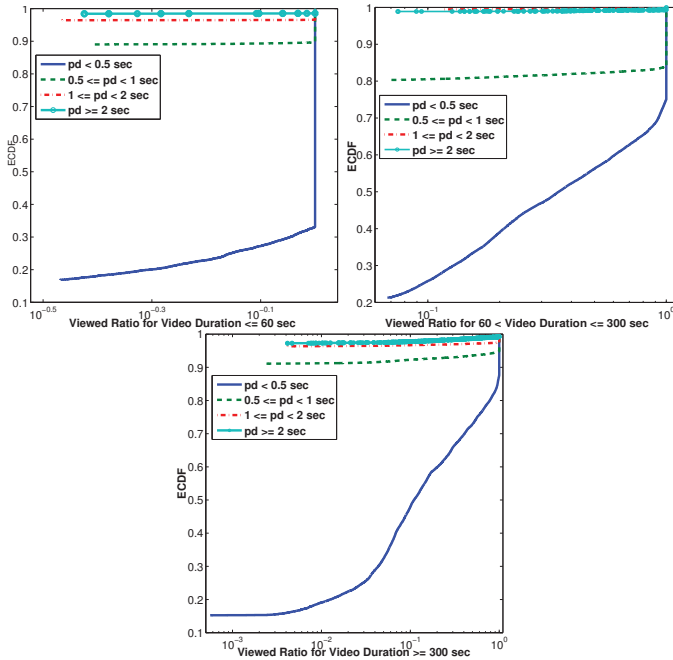 1
0.9
0.8
0.7
0.6
0.5
0.4
0.3
0.2
0.1
ECDF
pd < 0.5 sec
0.5 <= pd < 1 sec
1 <= pd < 2 sec
pd >= 2 sec
10^-0.5
10^-0.3
10^-0.1
Viewed Ratio for Video Duration <= 60 sec
1
0.9
0.8
0.7
0.6
0.5
0.4
0.3
0.2
ECDF
pd < 0.5 sec
0.5 <= pd < 1 sec
1 <= pd < 2 sec
pd >= 2 sec
10^-1
10^0
Viewed Ratio for 60 < Video Duration <= 300 sec
1
0.9
0.8
0.7
0.6
0.5
0.4
0.3
0.2
0.1
ECDF
pd < 0.5 sec
0.5 <= pd < 1 sec
1 <= pd < 2 sec
pd >= 2 sec
10^-3
10^-2
10^-1
10^0
Viewed Ratio for Video Duration >= 300 sec